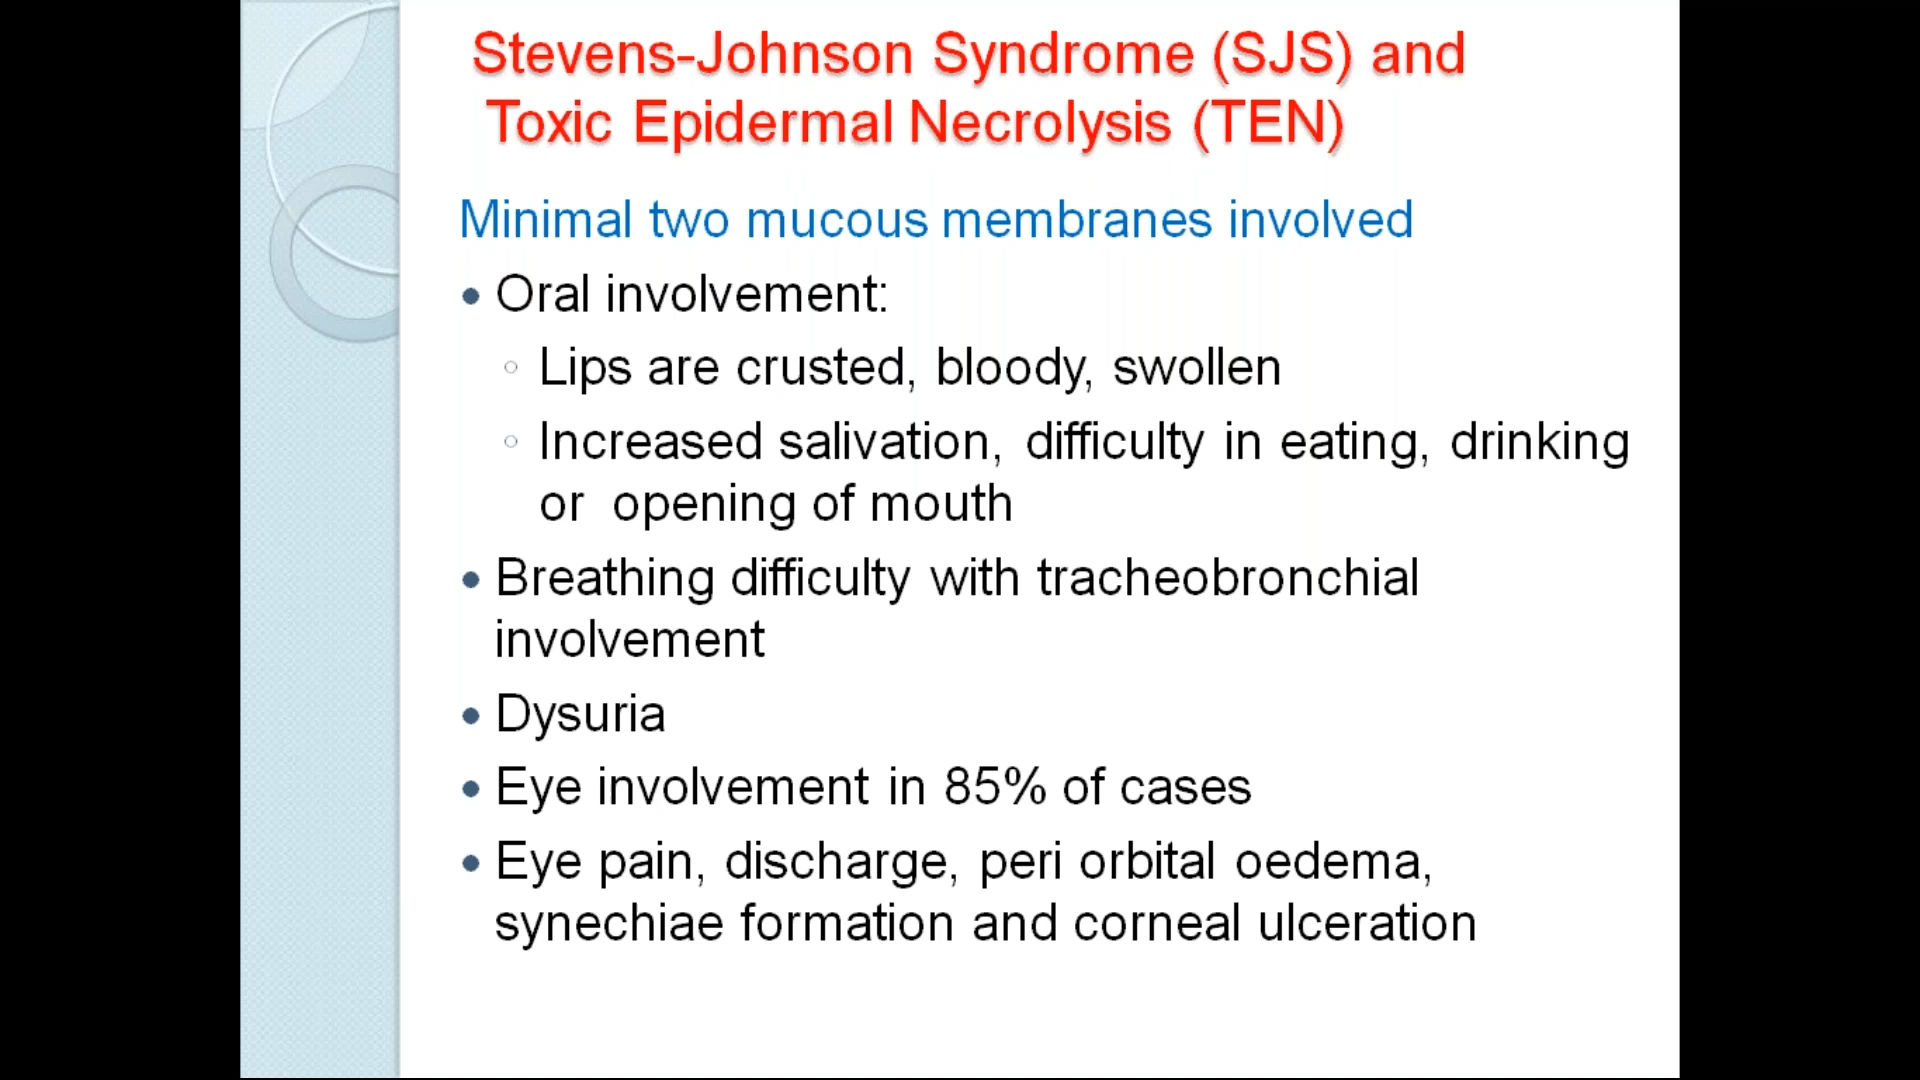 Stevens-Johnson Syndrome (SJS) and
Toxic Epidermal Necrolysis (TEN)
Minimal two mucous membranes involved
• Oral involvement:
◦ Lips are crusted, bloody, swollen
◦ Increased salivation, difficulty in eating, drinking
or opening of mouth
• Breathing difficulty with tracheobronchial
involvement
• Dysuria
• Eye involvement in 85% of cases
• Eye pain, discharge, peri orbital oedema,
synechiae formation and corneal ulceration